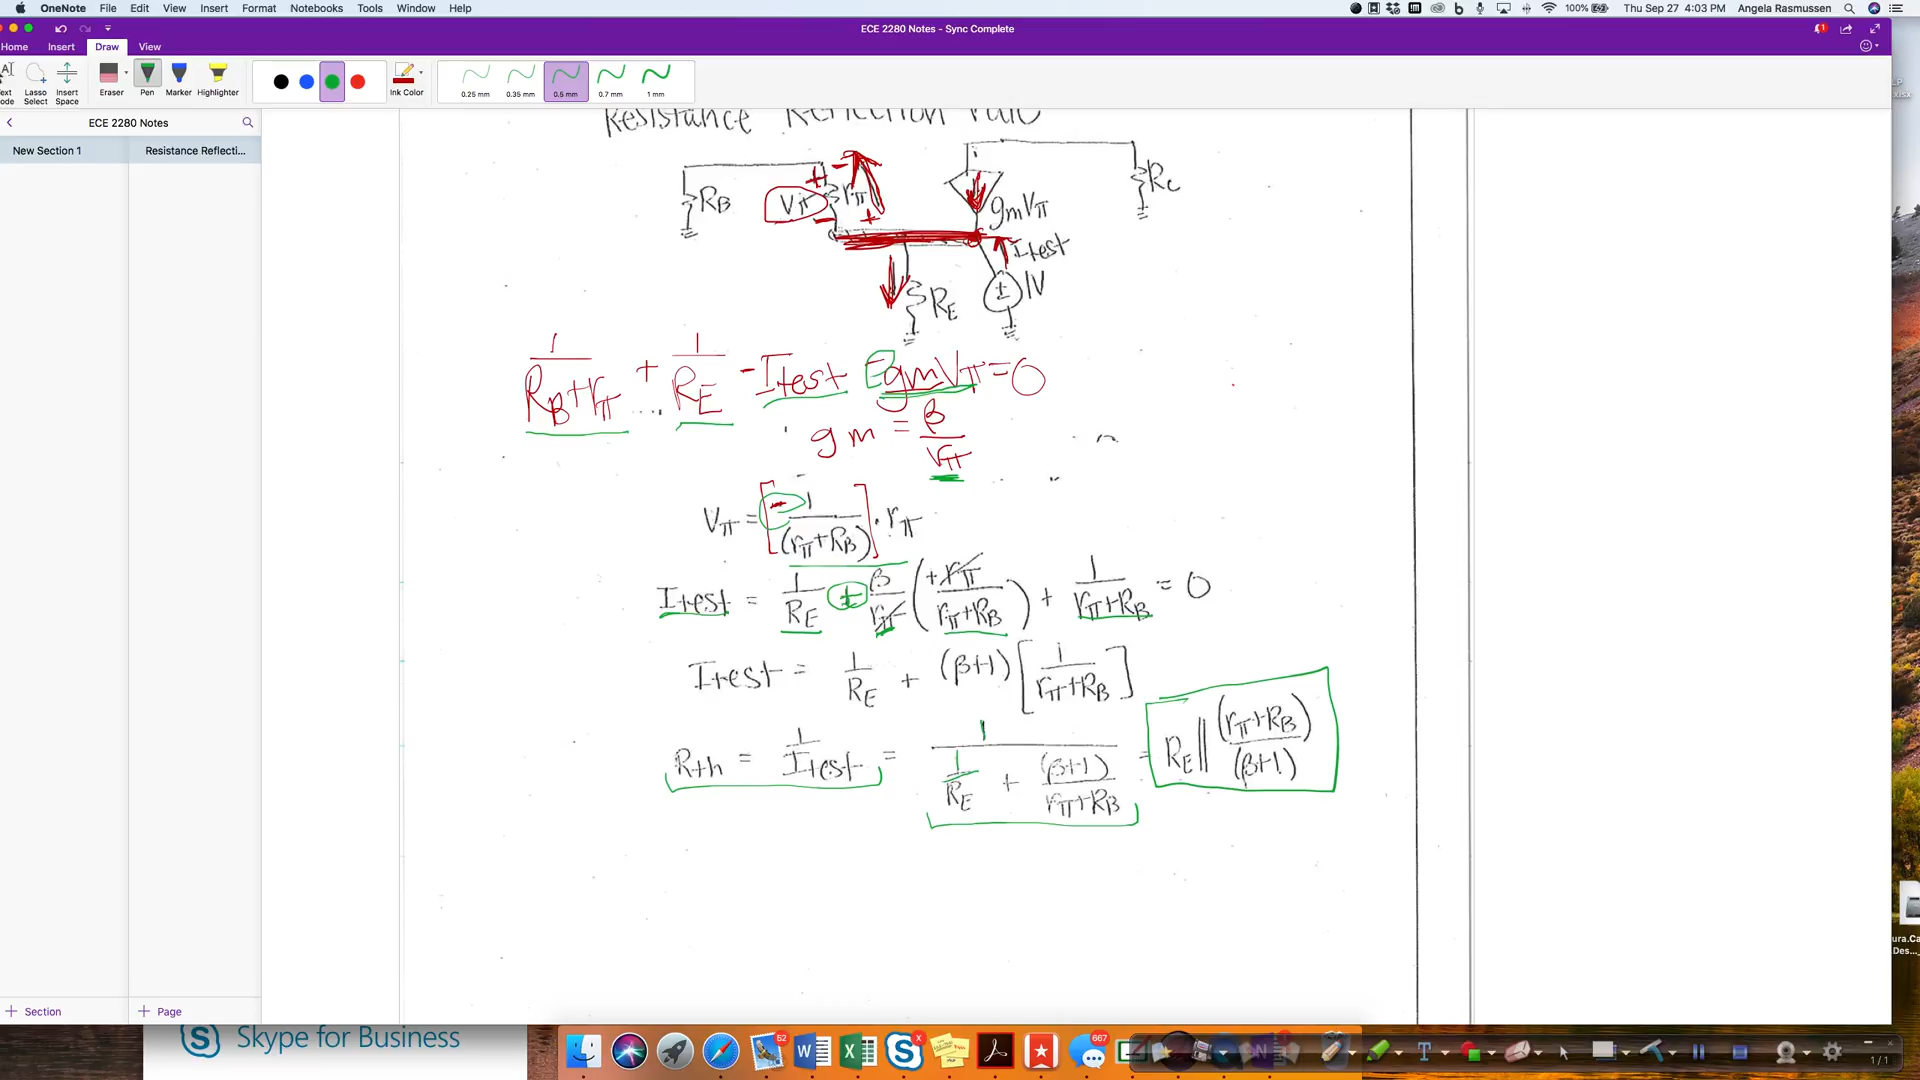 OneNote File Edit View Insert Format Notebooks Tools Window Help 100% Thu Sep 27 4:03 PM Angela Rasmussen
ECE 2280 Notes - Sync Complete
Home Insert Draw View
Lasso Select
Insert Space
Eraser
Pen
Marker
Highlighter
Ink Color
0.25 mm 0.35 mm 0.5 mm 0.7 mm 1 mm
ECE 2280 Notes
New Section 1
Resistance Reflecti...
Resistance Reflection
RB + - Vπ rπ + - gmVπ RC
Itest
RE ± 1V
1/(RB+rπ) + 1/RE - Itest - gmVπ = 0
gm = β/rπ
Vπ = [- 1/(rπ+RB)] · rπ
Itest = 1/RE + β/rπ (+rπ/(rπ+RB)) + 1/(rπ+RB) = 0
Itest = 1/RE + (β+1) [1/(rπ+RB)]
Rth = 1/Itest = 1/(1/RE + (β+1)/(rπ+RB)) = RE || (rπ+RB)/(β+1)
+ Section
+ Page
Skype for Business
52
667
1/1